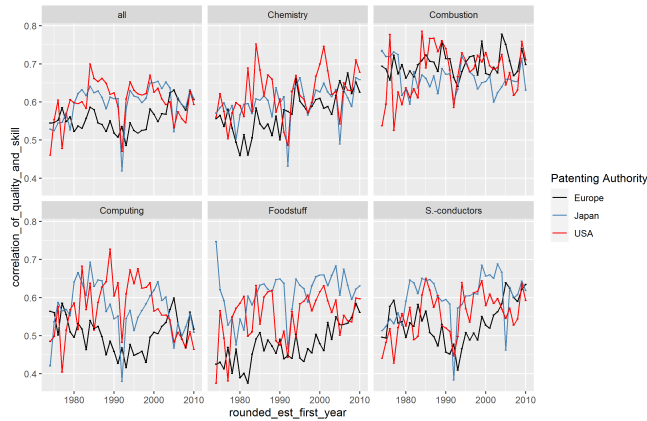 all
Chemistry
Combustion
0.8
0.7
0.6
0.5
0.4
Computing
Foodstuff
S.-conductors
0.8
0.7
0.6
0.5
0.4
1980 1990 2000 2010
1980 1990 2000 2010
1980 1990 2000 2010
rounded_est_first_year
correlation_of_quality_and_skill
Patenting Authority
Europe
Japan
USA